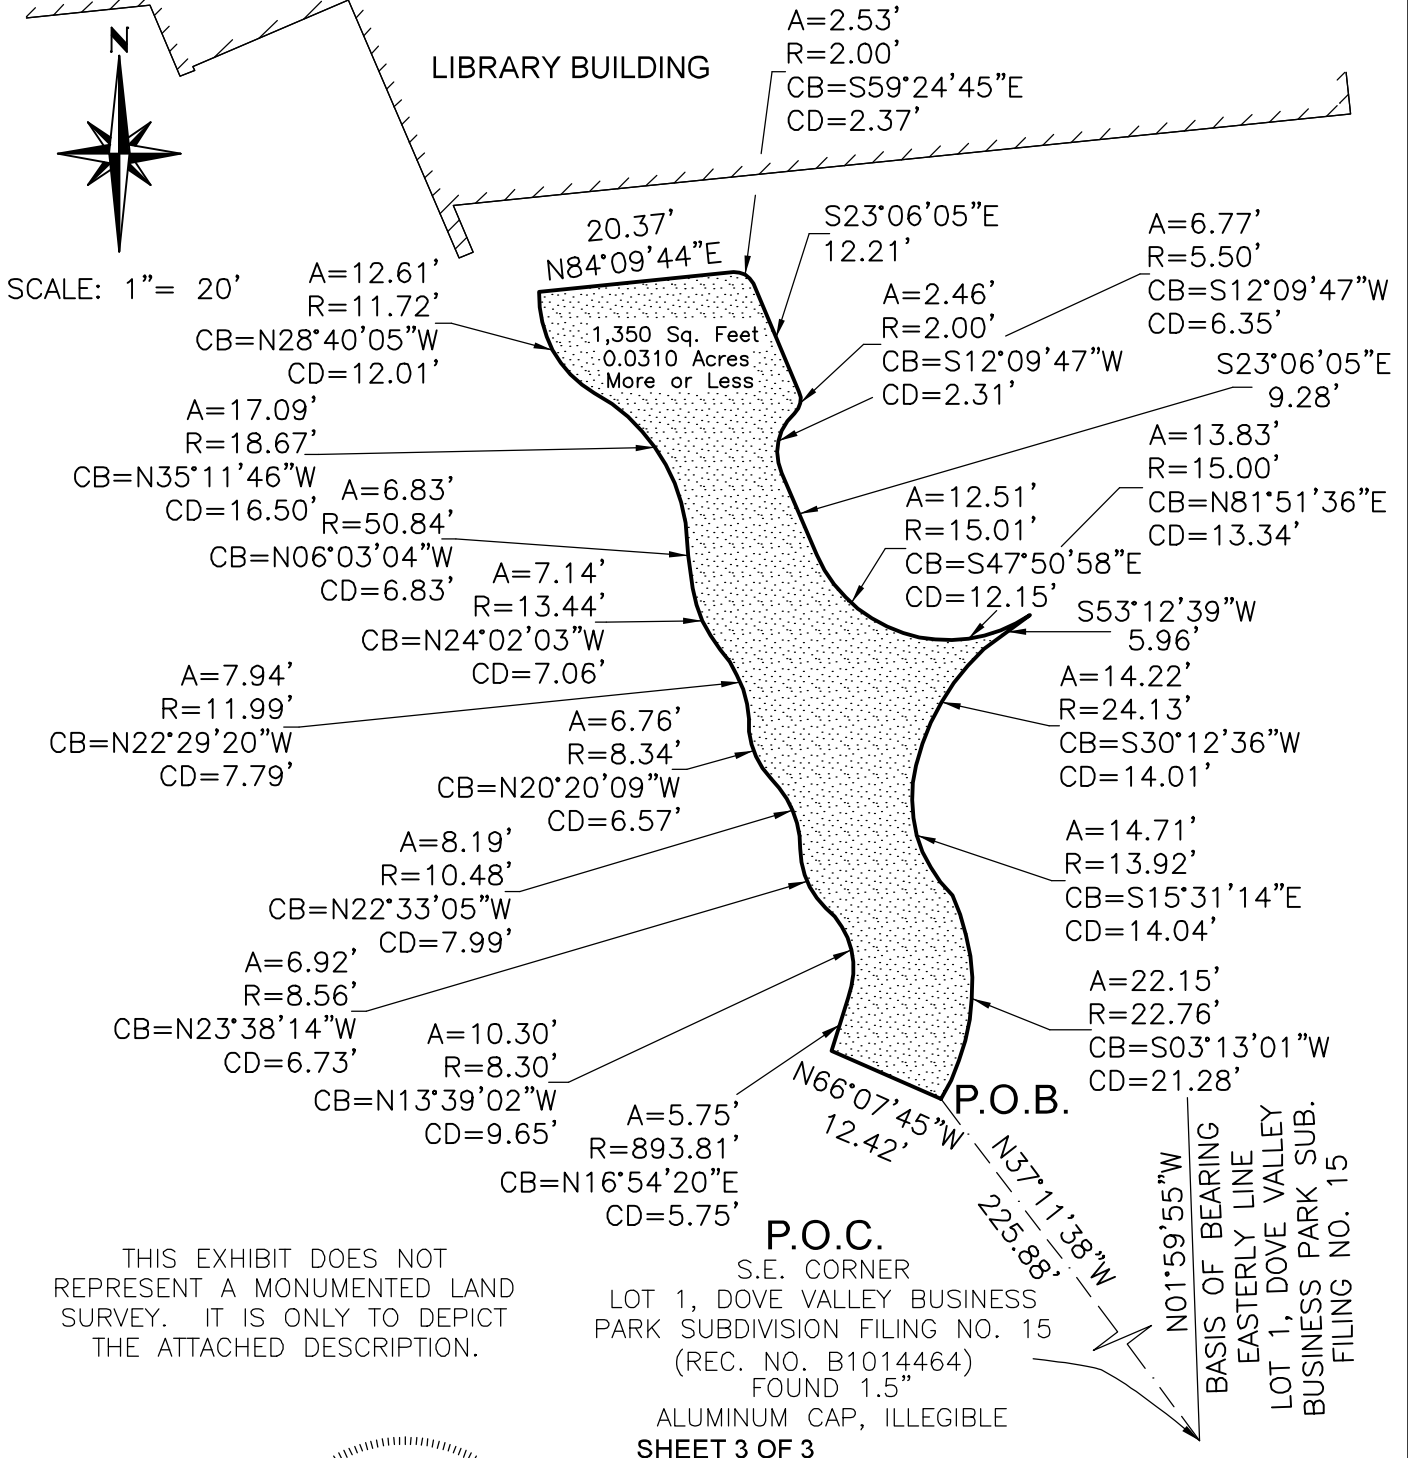 A=2.53'
R=2.00'
CB=S59°24'45"E
CD=2.37'
N
LIBRARY BUILDING
SCALE: 1"= 20'
20.37'
N84°09'44"E
S23°06'05"E
12.21'
A=6.77'
R=5.50'
CB=S12°09'47"W
CD=6.35'
A=12.61'
R=11.72'
CB=N28°40'05"W
CD=12.01'
1,350 Sq. Feet
0.0310 Acres
More or Less
A=2.46'
R=2.00'
CB=S12°09'47"W
CD=2.31'
S23°06'05"E
9.28'
A=17.09'
R=18.67'
CB=N35°11'46"W
CD=16.50'
A=13.83'
R=15.00'
CB=N81°51'36"E
CD=13.34'
A=6.83'
R=50.84'
CB=N06°03'04"W
CD=6.83'
A=12.51'
R=15.01'
CB=S47°50'58"E
CD=12.15'
A=7.14'
R=13.44'
CB=N24°02'03"W
CD=7.06'
S53°12'39"W
5.96'
A=7.94'
R=11.99'
CB=N22°29'20"W
CD=7.79'
A=14.22'
R=24.13'
CB=S30°12'36"W
CD=14.01'
A=6.76'
R=8.34'
CB=N20°20'09"W
CD=6.57'
A=8.19'
R=10.48'
CB=N22°33'05"W
CD=7.99'
A=14.71'
R=13.92'
CB=S15°31'14"E
CD=14.04'
A=6.92'
R=8.56'
CB=N23°38'14"W
CD=6.73'
A=22.15'
R=22.76'
CB=S03°13'01"W
CD=21.28'
A=10.30'
R=8.30'
CB=N13°39'02"W
CD=9.65'
A=5.75'
R=893.81'
CB=N16°54'20"E
CD=5.75'
N66°07'45"W
12.42'
P.O.B.
N37°11'38"W
225.88'
N01°59'55"W
BASIS OF BEARING
EASTERLY LINE
LOT 1, DOVE VALLEY
BUSINESS PARK SUB.
FILING NO. 15
THIS EXHIBIT DOES NOT
REPRESENT A MONUMENTED LAND
SURVEY. IT IS ONLY TO DEPICT
THE ATTACHED DESCRIPTION.
P.O.C.
S.E. CORNER
LOT 1, DOVE VALLEY BUSINESS
PARK SUBDIVISION FILING NO. 15
(REC. NO. B1014464)
FOUND 1.5"
ALUMINUM CAP, ILLEGIBLE
SHEET 3 OF 3